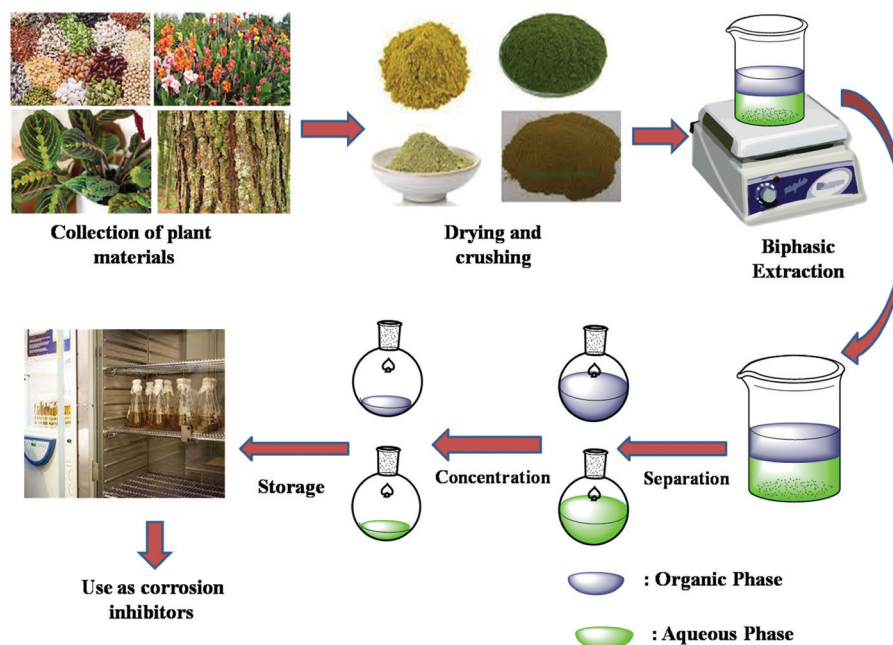 Collection of plant
materials
Drying and
crushing
Biphasic
Extraction
Separation
Concentration
Storage
Use as corrosion
inhibitors
: Organic Phase
: Aqueous Phase